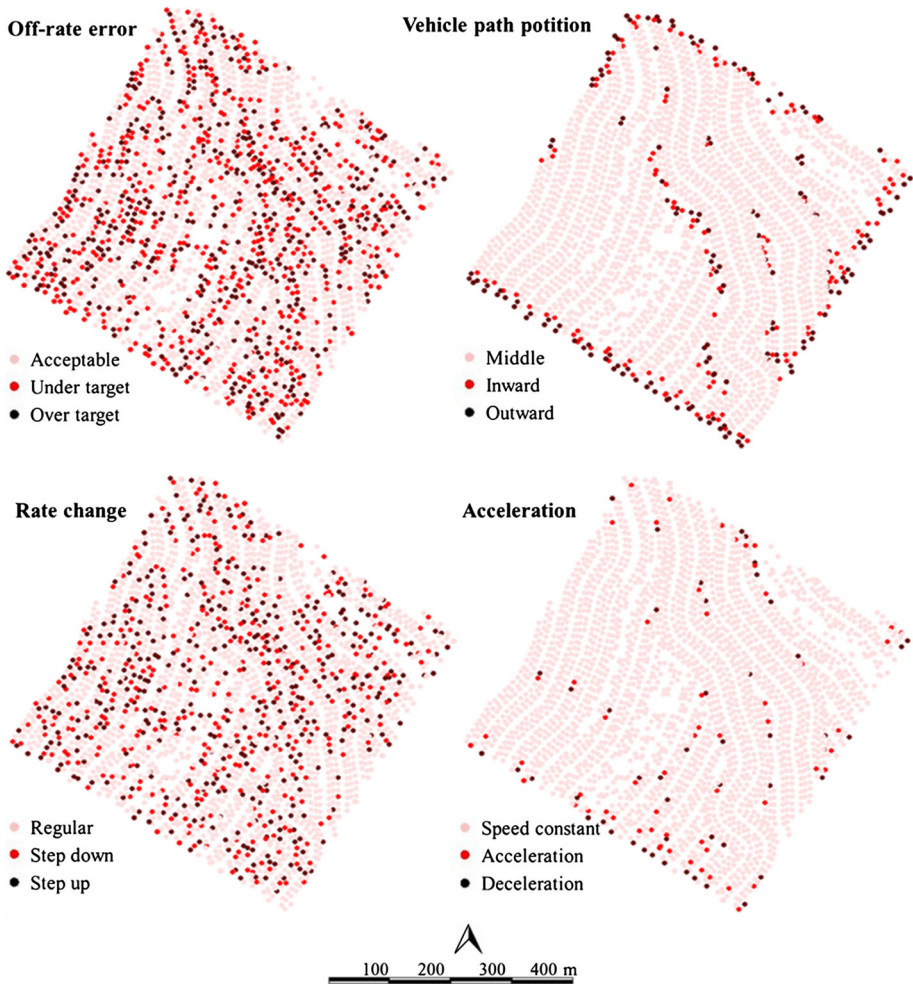 Off-rate error
Vehicle path potition
Acceptable
Under target
Over target
Middle
Inward
Outward
Rate change
Acceleration
Regular
Step down
Step up
Speed constant
Acceleration
Deceleration
100 200 300 400 m